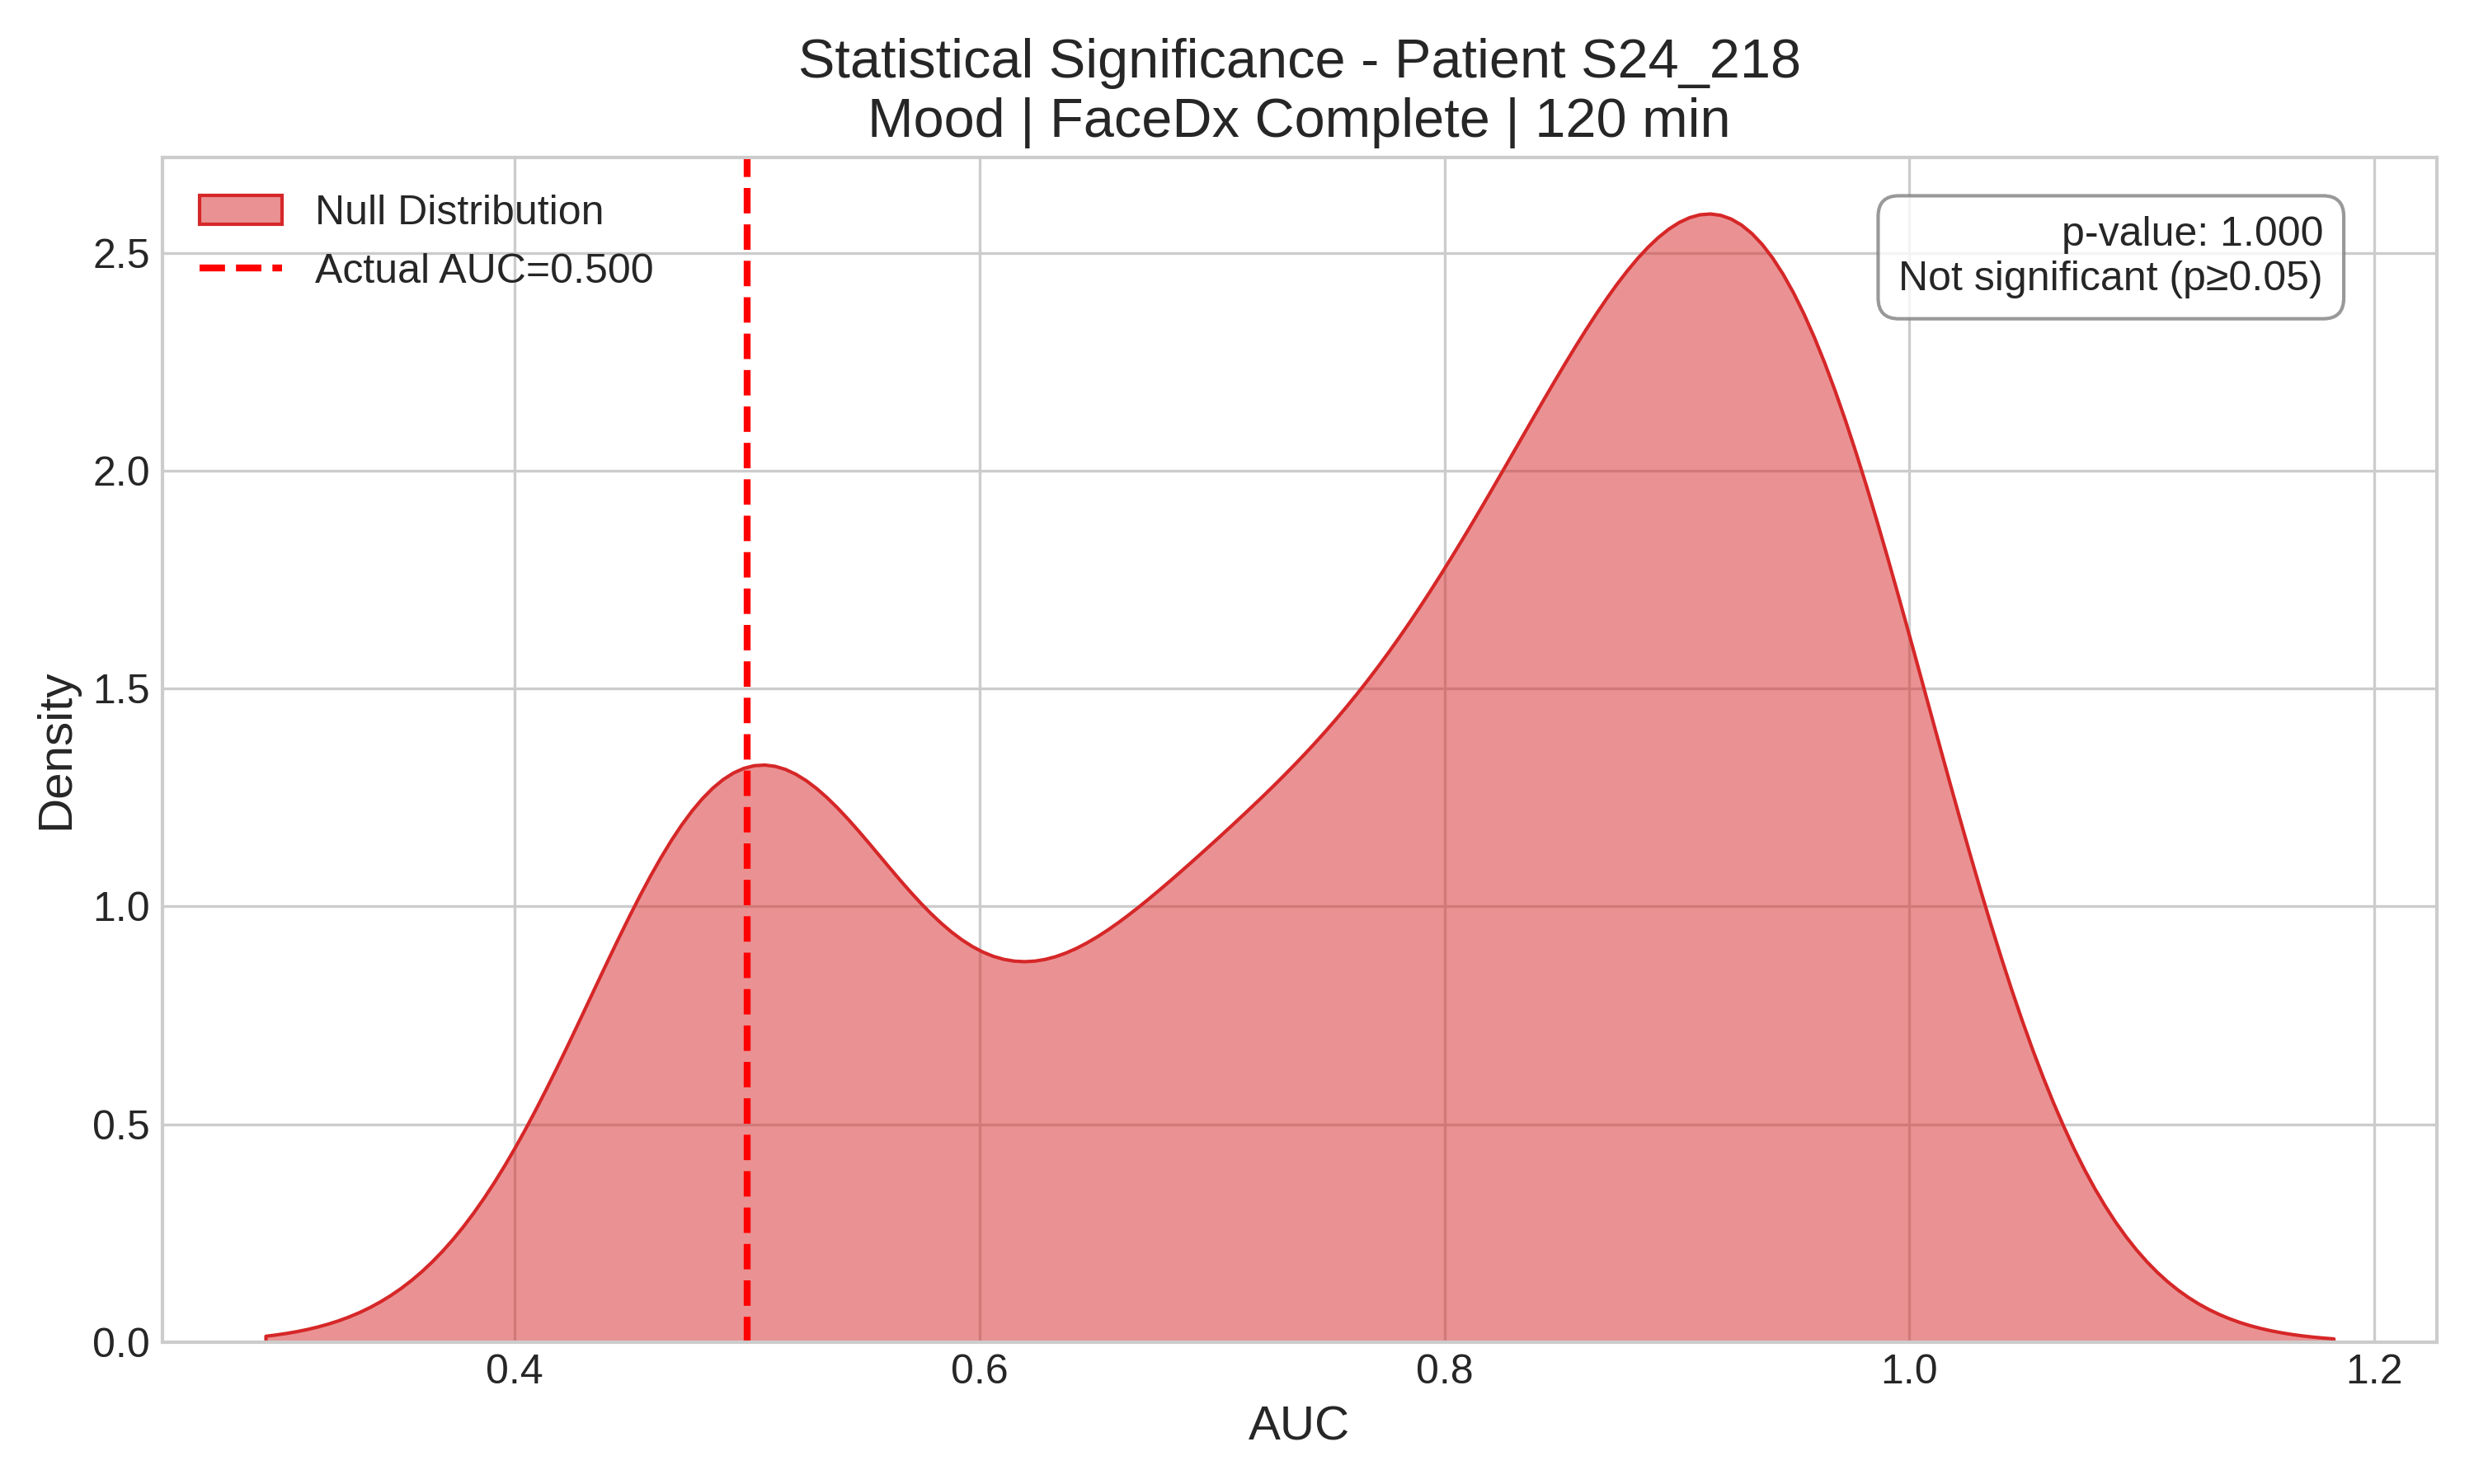 Statistical Significance - Patient S24_218
Mood | FaceDx Complete | 120 min
Null Distribution
Actual AUC=0.500
p-value: 1.000
Not significant (p≥0.05)
Density
2.5
2.0
1.5
1.0
0.5
0.0
0.4
0.6
0.8
1.0
1.2
AUC